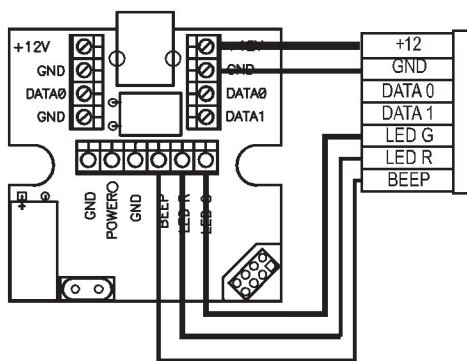 +12V
GND
DATA0
GND
+12V
GND
DATA0
DATA1
GND
POWERO
GND
BEEP
LED R
LED G
+
+12
GND
DATA 0
DATA 1
LED G
LED R
BEEP